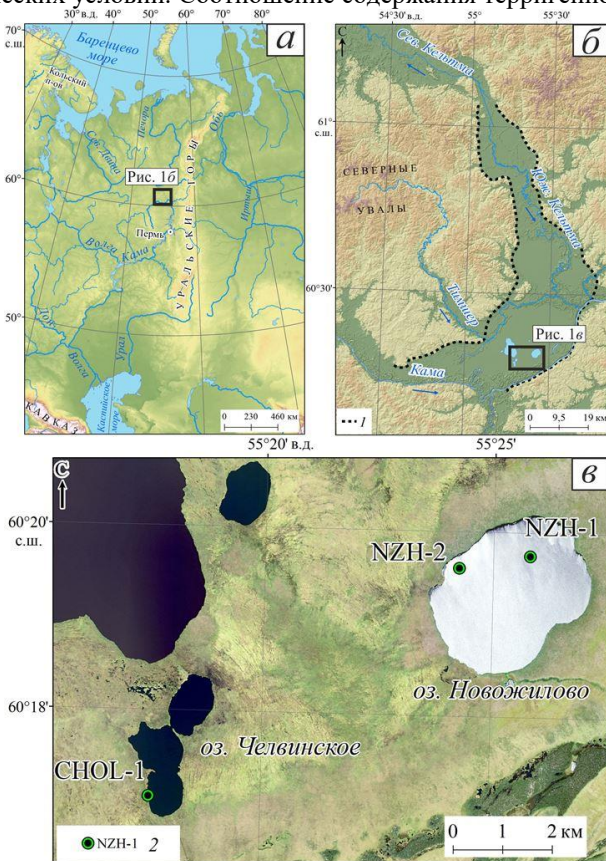 ческих условий. Соотношение содержания терригенно
30° в.д. 40° 50° 60° 70° 80°
70° с.ш.
а
Баренцево море
Кольский п-ов
Сев. Двина
Печора
Обь
60°
Рис. 1б
Пермь
УРАЛЬСКИЕ ГОРЫ
Иртыш
Волга
Кама
50°
Дон
Волга
Урал
КАВКАЗ
Каспийское море
0 230 460 км
54°30' в.д. 55° 55°30'
С
б
Сев. Кельтма
61° с.ш.
СЕВЕРНЫЕ УВАЛЫ
Юж. Кельтма
60°30'
Тимшер
Рис. 1в
Кама
1
0 9,5 19 км
55°20' в.д. 55°25'
С
в
60°20' с.ш.
NZH-2
NZH-1
оз. Новожилово
60°18'
оз. Челвинское
CHOL-1
NZH-1 2
0 1 2 км